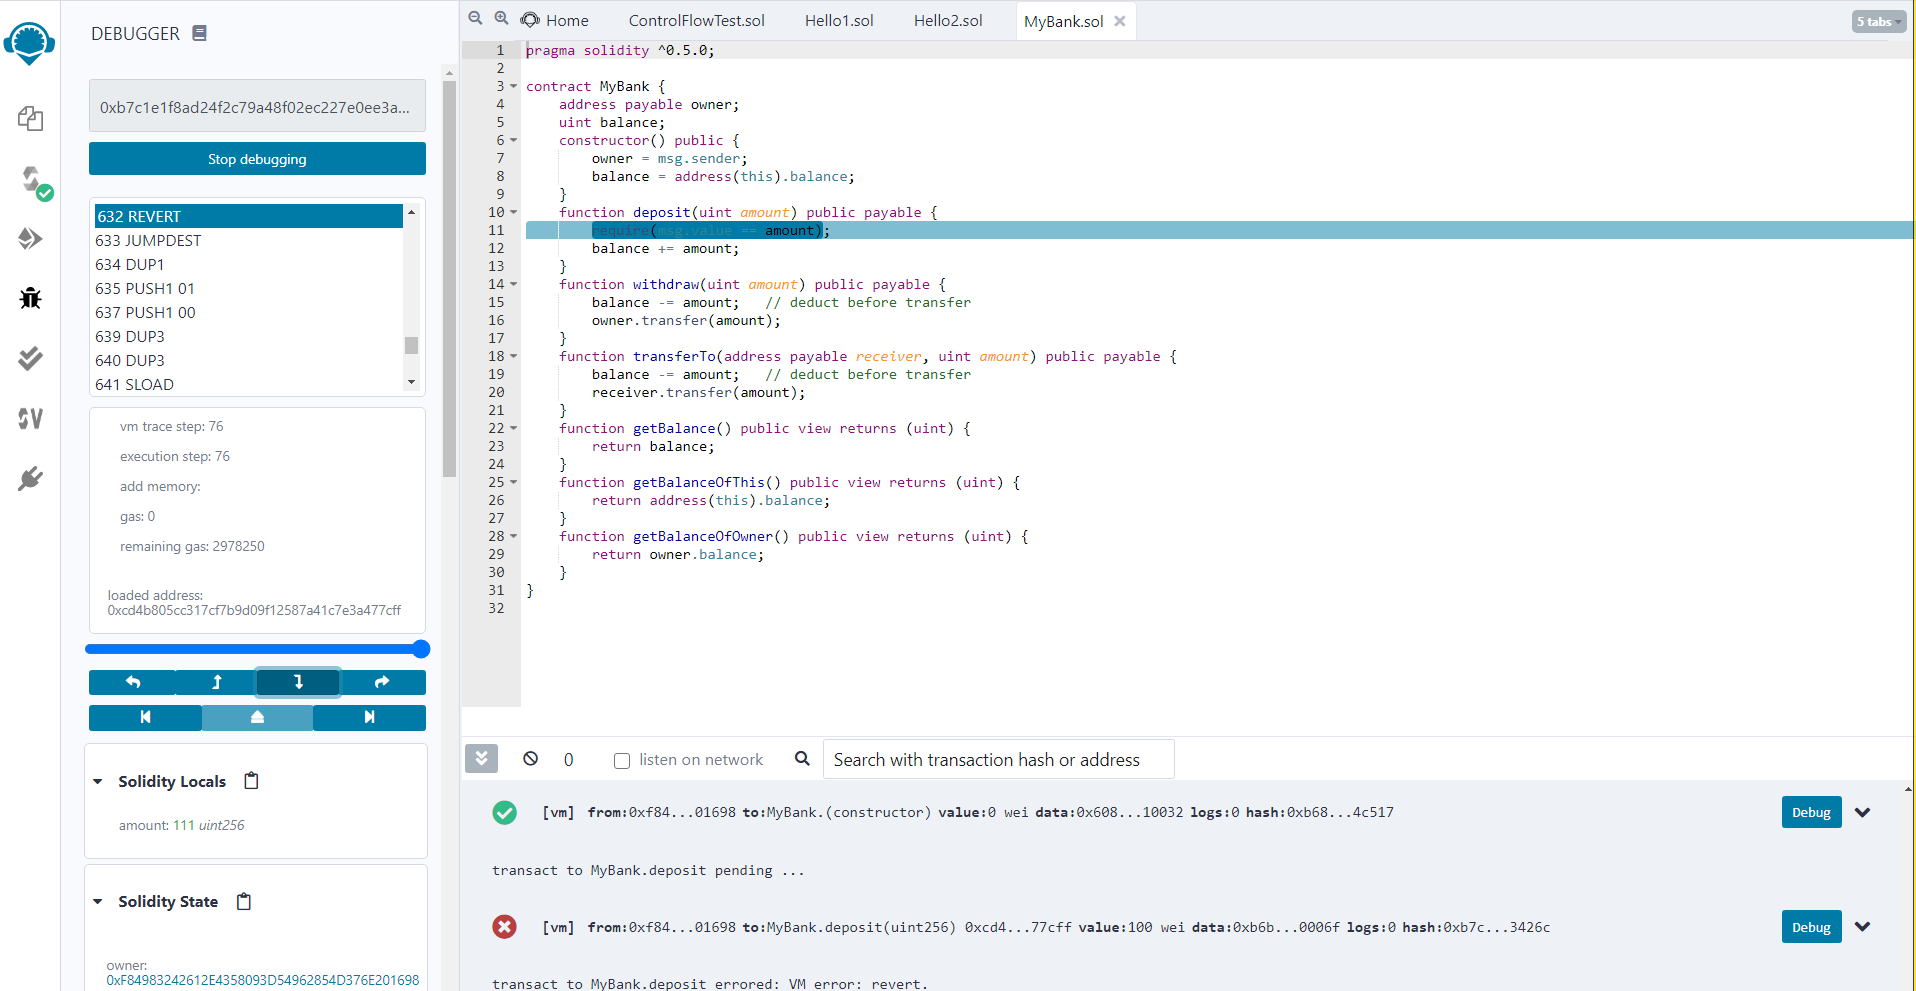 DEBUGGER
0xb7c1e1f8ad24f2c79a48f02ec227e0ee3a...
Stop debugging
632 REVERT
633 JUMPDEST
634 DUP1
635 PUSH1 01
637 PUSH1 00
639 DUP3
640 DUP3
641 SLOAD
vm trace step: 76
execution step: 76
add memory:
gas: 0
remaining gas: 2978250
loaded address:
0xcd4b805cc317cf7b9d09f12587a41c7e3a477cff
Solidity Locals
amount: 111 uint256
Solidity State
owner:
0xF84983242612E4358093D54962854D376E201698
Home ControlFlowTest.sol Hello1.sol Hello2.sol MyBank.sol 5 tabs
1 pragma solidity ^0.5.0;
2
3 contract MyBank {
4 address payable owner;
5 uint balance;
6 constructor() public {
7 owner = msg.sender;
8 balance = address(this).balance;
9 }
10 function deposit(uint amount) public payable {
11 require(msg.value == amount);
12 balance += amount;
13 }
14 function withdraw(uint amount) public payable {
15 balance -= amount; // deduct before transfer
16 owner.transfer(amount);
17 }
18 function transferTo(address payable receiver, uint amount) public payable {
19 balance -= amount; // deduct before transfer
20 receiver.transfer(amount);
21 }
22 function getBalance() public view returns (uint) {
23 return balance;
24 }
25 function getBalanceOfThis() public view returns (uint) {
26 return address(this).balance;
27 }
28 function getBalanceOfOwner() public view returns (uint) {
29 return owner.balance;
30 }
31 }
32
0 listen on network Search with transaction hash or address
[vm] from:0xf84...01698 to:MyBank.(constructor) value:0 wei data:0x608...10032 logs:0 hash:0xb68...4c517 Debug
transact to MyBank.deposit pending ...
[vm] from:0xf84...01698 to:MyBank.deposit(uint256) 0xcd4...77cff value:100 wei data:0xb6b...0006f logs:0 hash:0xb7c...3426c Debug
transact to MyBank.deposit errored: VM error: revert.